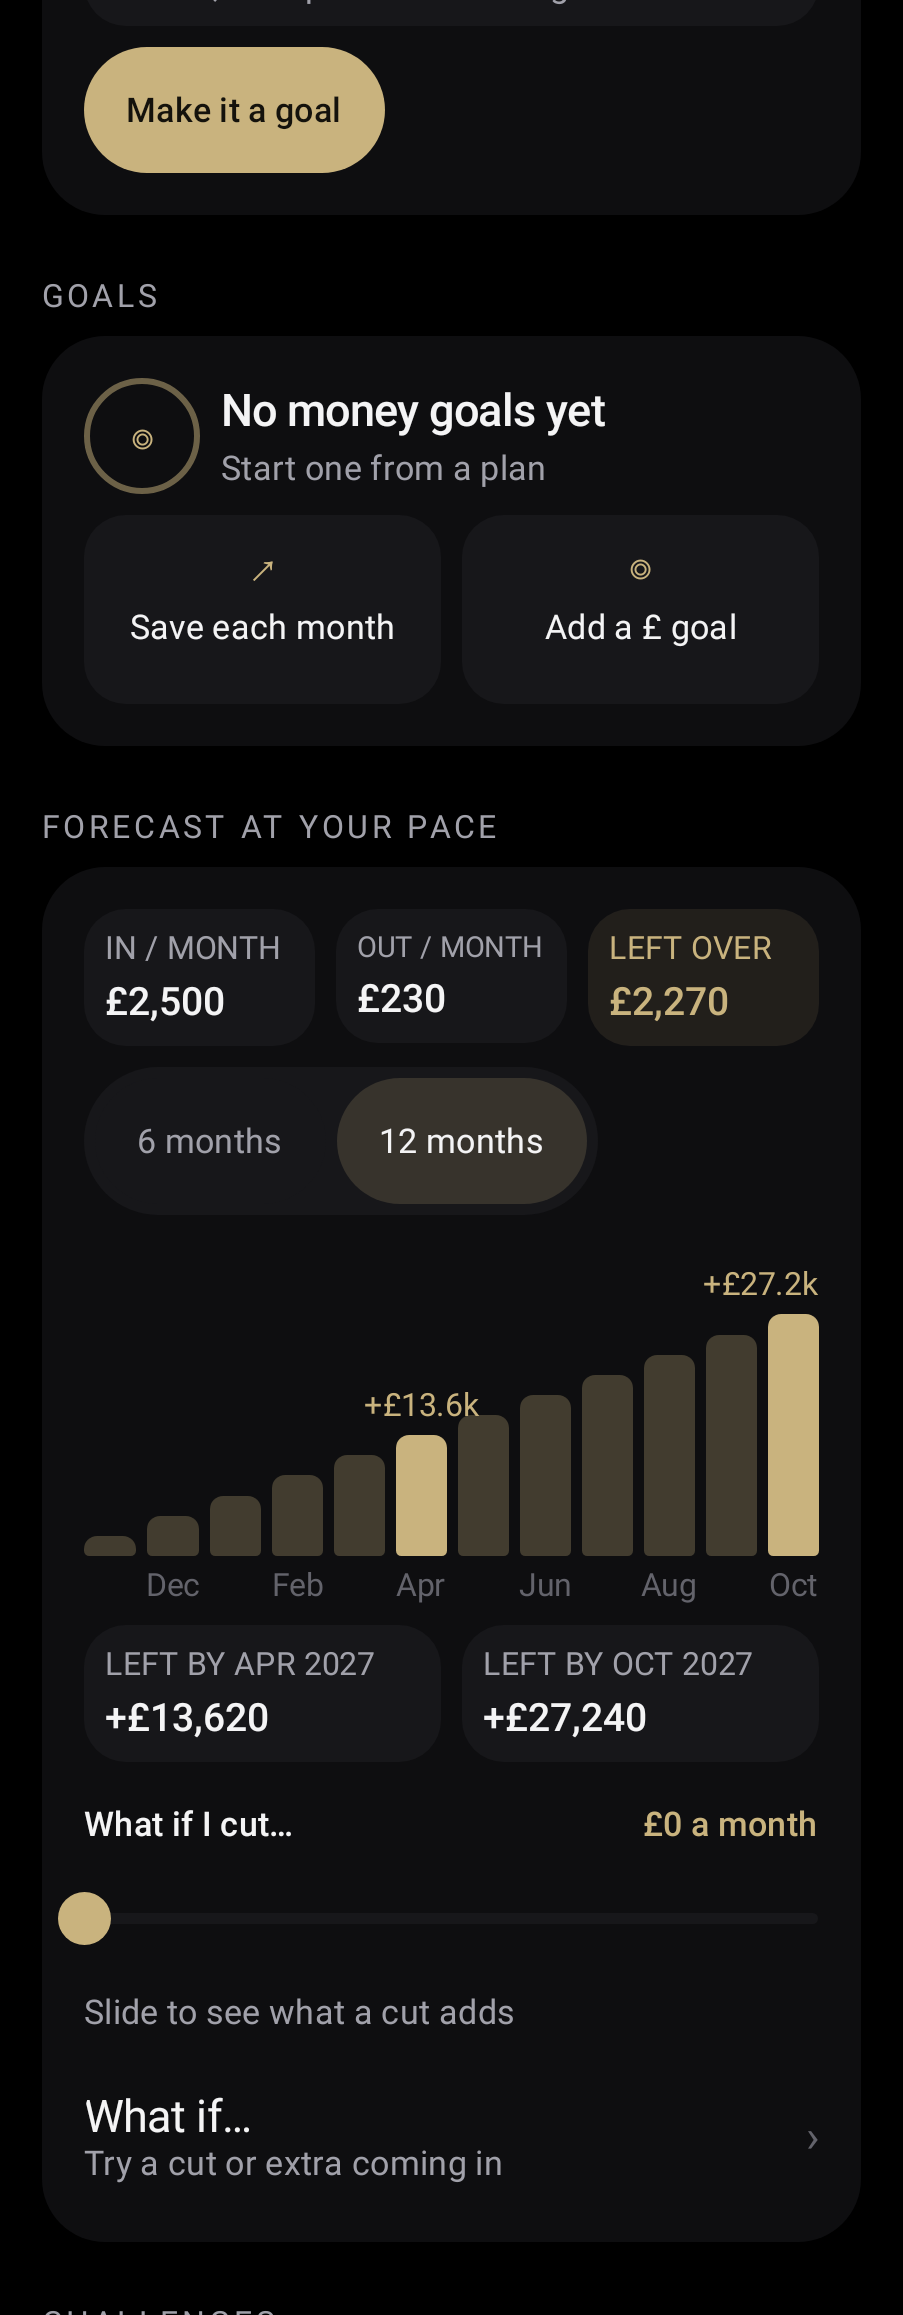 Make it a goal
GOALS
No money goals yet
Start one from a plan
Save each month
Add a £ goal
FORECAST AT YOUR PACE
IN / MONTH
£2,500
OUT / MONTH
£230
LEFT OVER
£2,270
6 months
12 months
+£27.2k
+£13.6k
Dec Feb Apr Jun Aug Oct
LEFT BY APR 2027
+£13,620
LEFT BY OCT 2027
+£27,240
What if I cut…
£0 a month
Slide to see what a cut adds
What if…
Try a cut or extra coming in